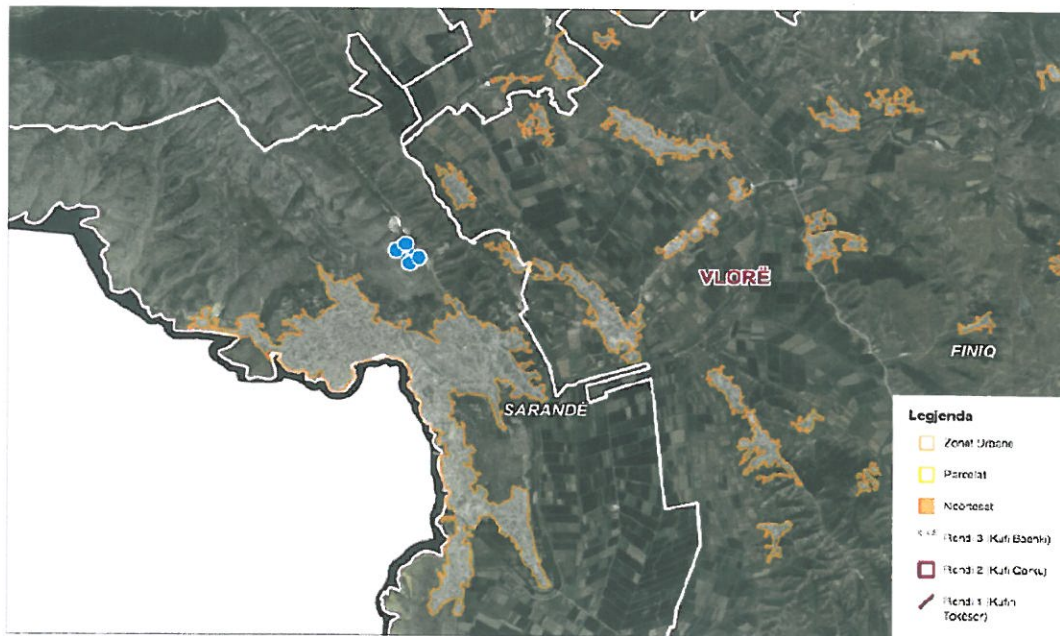 VLORË
FINIQ
SARANDË
Legjenda
Zonat Urbane
Parcelat
Rendi 3 (Kufi Bashki)
Rendi 2 (Kufi Qarku)
Rendi 1 (Kufiri
Tokësor)